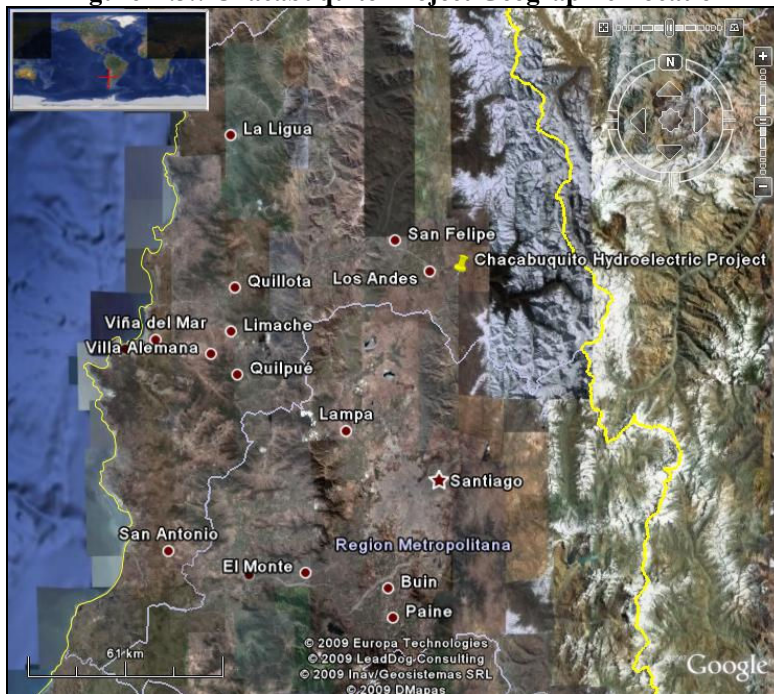 N
La Ligua
San Felipe
Chacabuquito Hydroelectric Project
Los Andes
Quillota
Viña del Mar
Limache
Villa Alemana
Quilpué
Lampa
Santiago
San Antonio
Region Metropolitana
El Monte
Buin
Paine
61 km
© 2009 Europa Technologies
© 2009 LeadDog Consulting
© 2009 Inav/Geosistemas SRL
© 2009 DMapas
Google